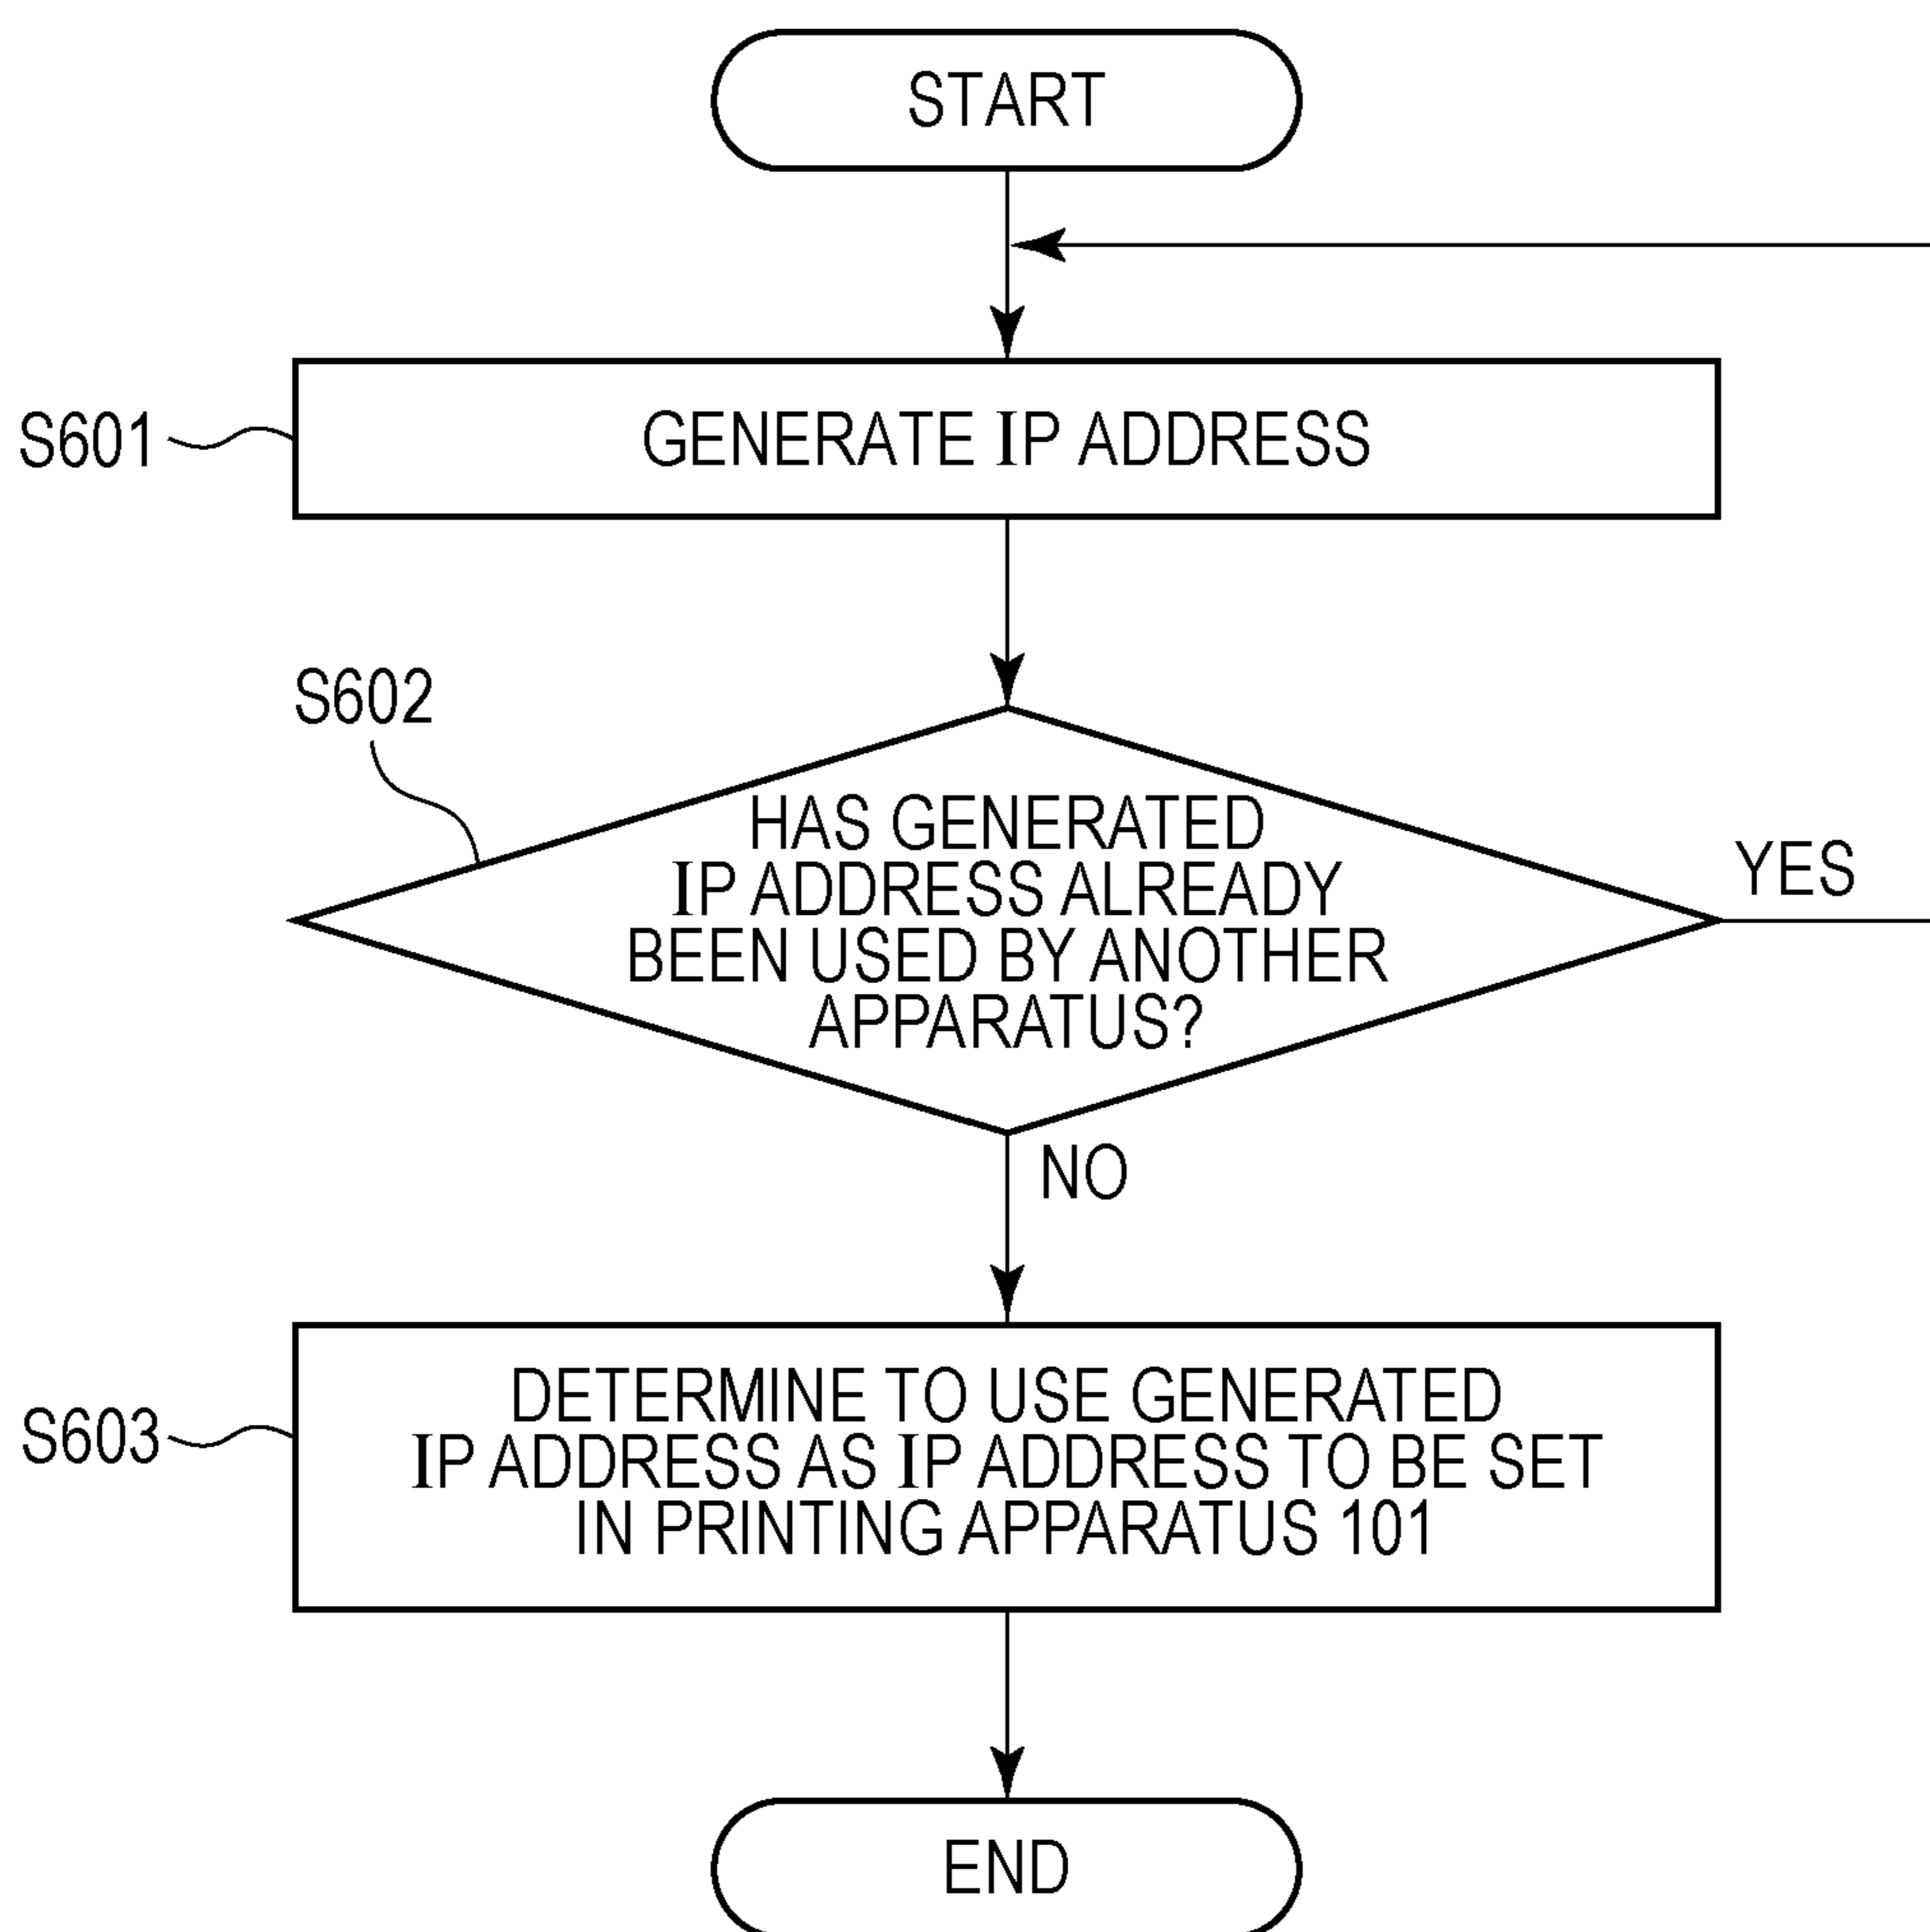 START
S601
GENERATE IP ADDRESS
S602
HAS GENERATED
IP ADDRESS ALREADY
BEEN USED BY ANOTHER
APPARATUS?
YES
NO
S603
DETERMINE TO USE GENERATED
IP ADDRESS AS IP ADDRESS TO BE SET
IN PRINTING APPARATUS 101
END